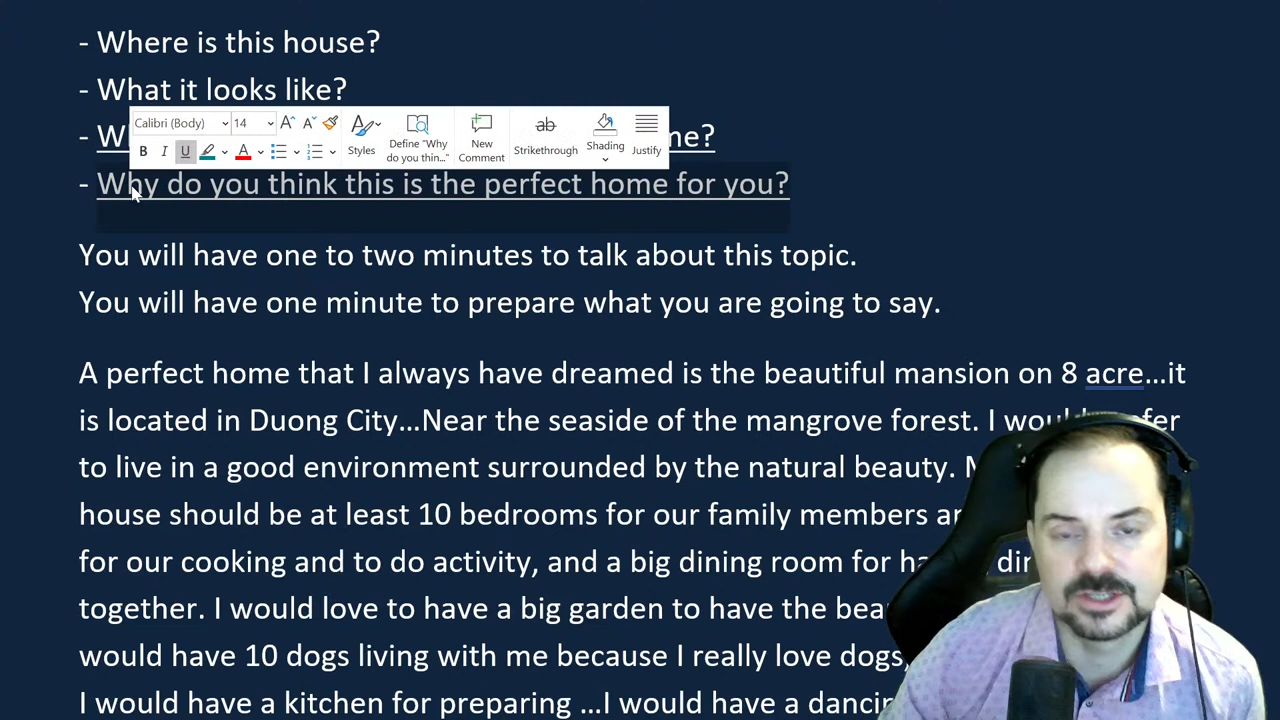 - Where is this house?
- What it looks like?
Calibri (Body) 14
Styles
Define "Why do you thin..."
New Comment
Strikethrough
Shading
Justify
me?
- Why do you think this is the perfect home for you?
You will have one to two minutes to talk about this topic.
You will have one minute to prepare what you are going to say.
A perfect home that I always have dreamed is the beautiful mansion on 8 acre…it
is located in Duong City…Near the seaside of the mangrove forest. I would
to live in a good environment surrounded by the natural beauty.
house should be at least 10 bedrooms for our family members
for our cooking and to do activity, and a big dining room for
together. I would love to have a big garden to have the
would have 10 dogs living with me because I really love dogs,
I would have a kitchen for preparing …I would have a